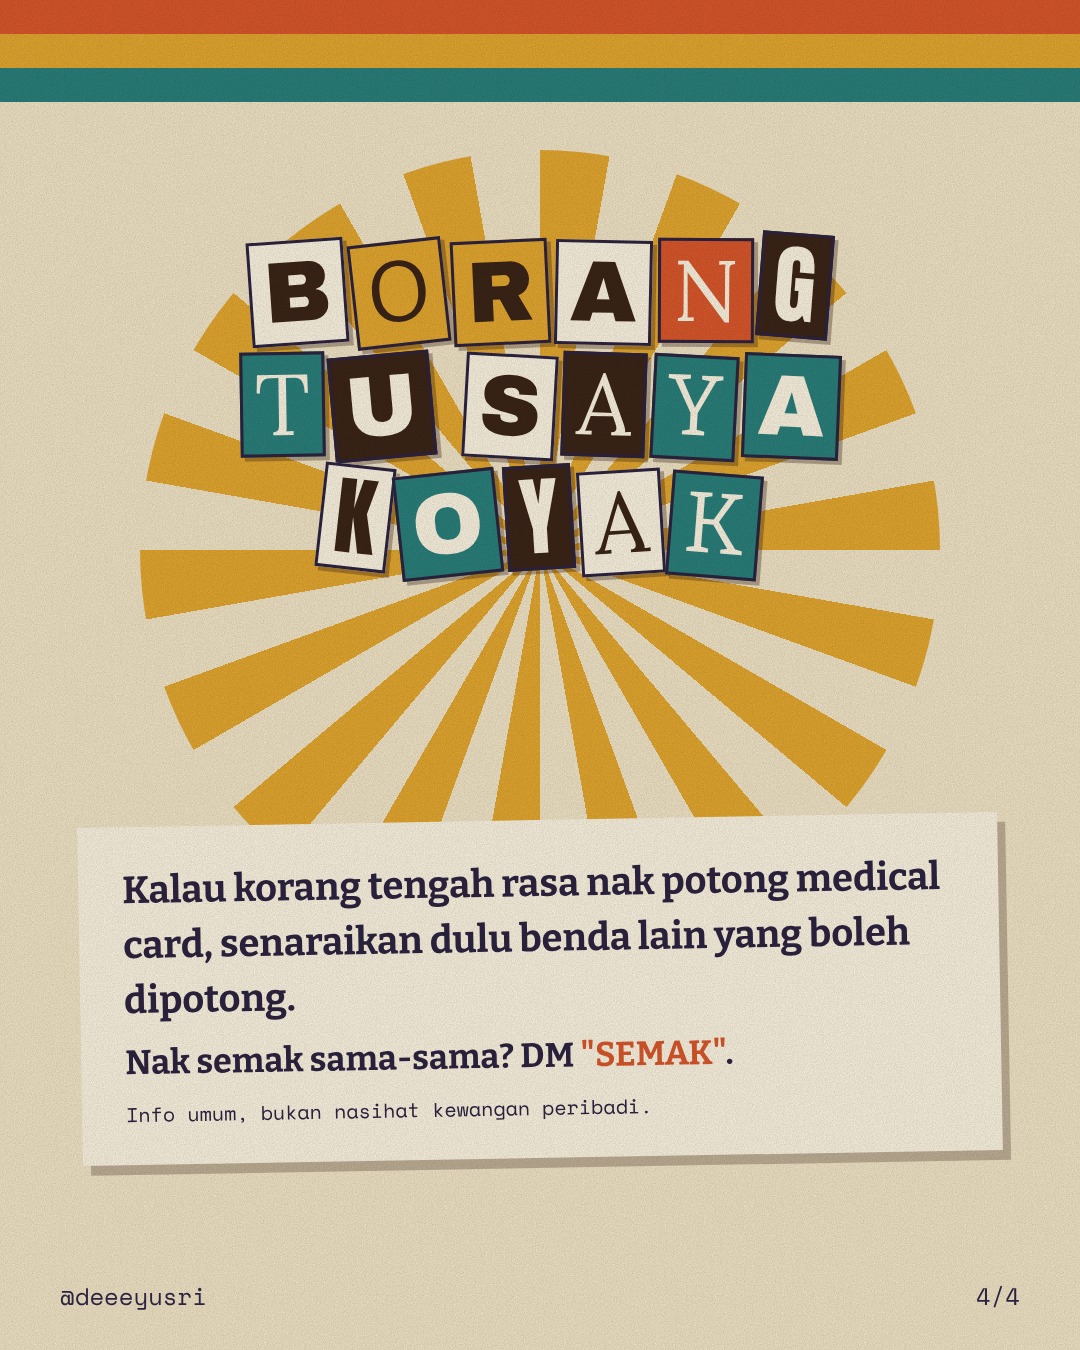 BORANG
TU SAYA
KOYAK
Kalau korang tengah rasa nak potong medical
card, senaraikan dulu benda lain yang boleh
dipotong.
Nak semak sama-sama? DM "SEMAK".
Info umum, bukan nasihat kewangan peribadi.
@deeeyusri
4/4